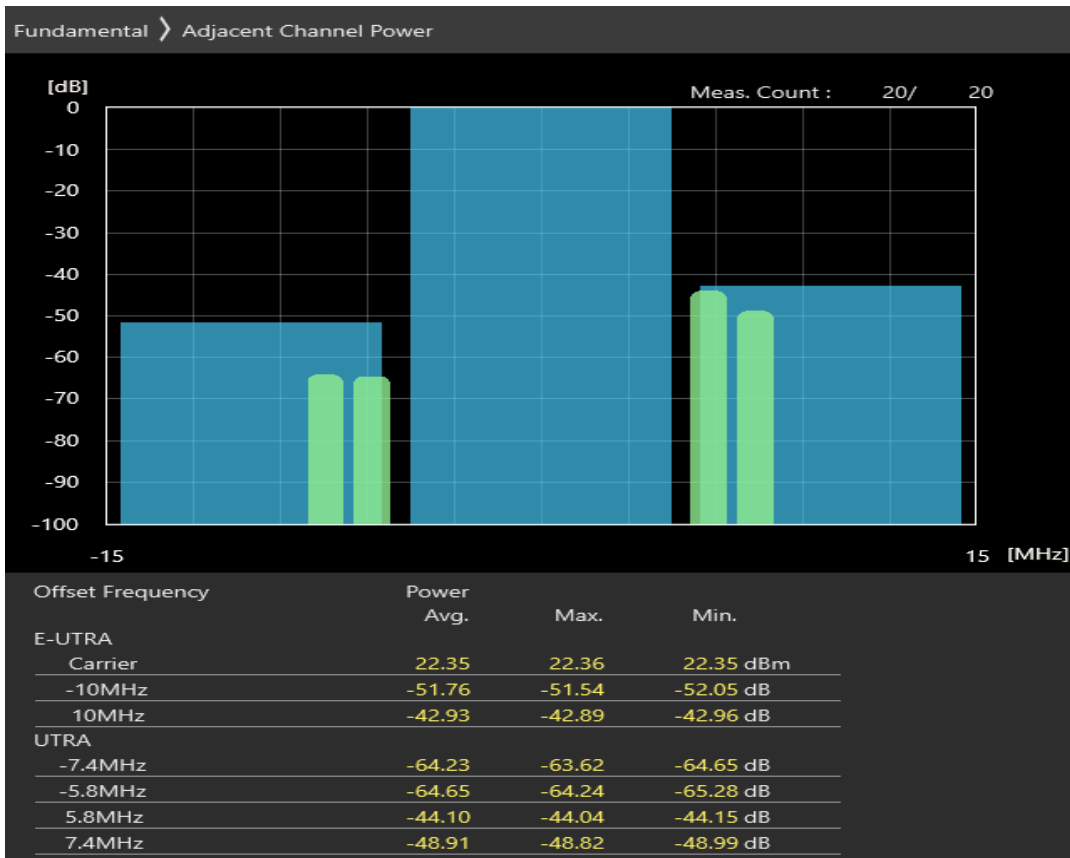 Fundamental 〉 Adjacent Channel Power
[dB]
Meas. Count : 20/ 20
0
-10
-20
-30
-40
-50
-60
-70
-80
-90
-100
-15 15 [MHz]
Offset Frequency Power
Avg. Max. Min.
E-UTRA
Carrier 22.35 22.36 22.35 dBm
-10MHz -51.76 -51.54 -52.05 dB
10MHz -42.93 -42.89 -42.96 dB
UTRA
-7.4MHz -64.23 -63.62 -64.65 dB
-5.8MHz -64.65 -64.24 -65.28 dB
5.8MHz -44.10 -44.04 -44.15 dB
7.4MHz -48.91 -48.82 -48.99 dB